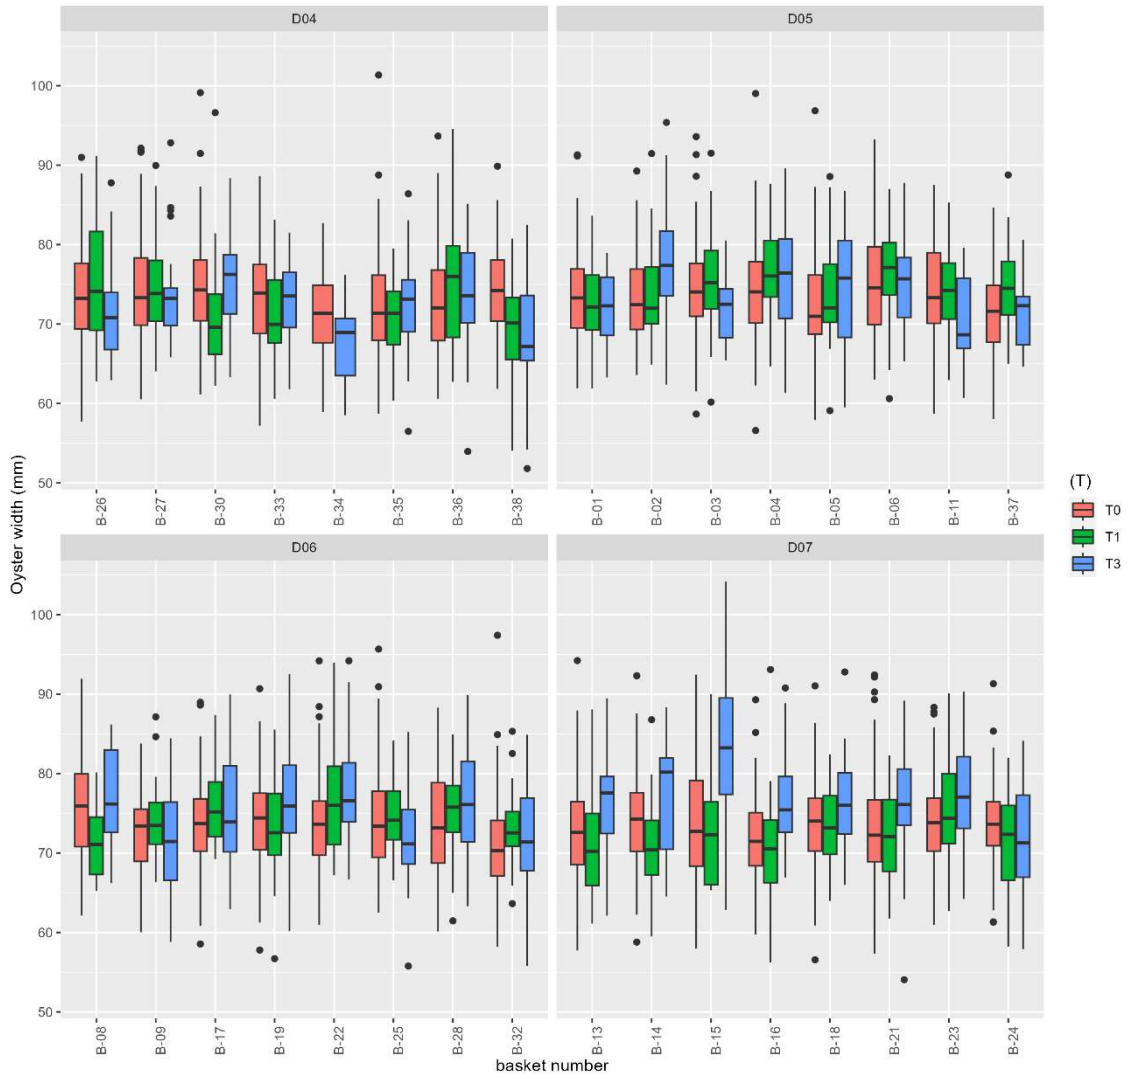 D04 D05
100
90
80
70
60
50
B-26 B-27 B-30 B-33 B-34 B-35 B-36 B-38 B-01 B-02 B-03 B-04 B-05 B-06 B-11 B-37
Oyster width (mm)
(T)
T0
T1
T3
D06 D07
100
90
80
70
60
50
B-08 B-09 B-17 B-19 B-22 B-25 B-28 B-32 B-13 B-14 B-15 B-16 B-18 B-21 B-23 B-24
basket number